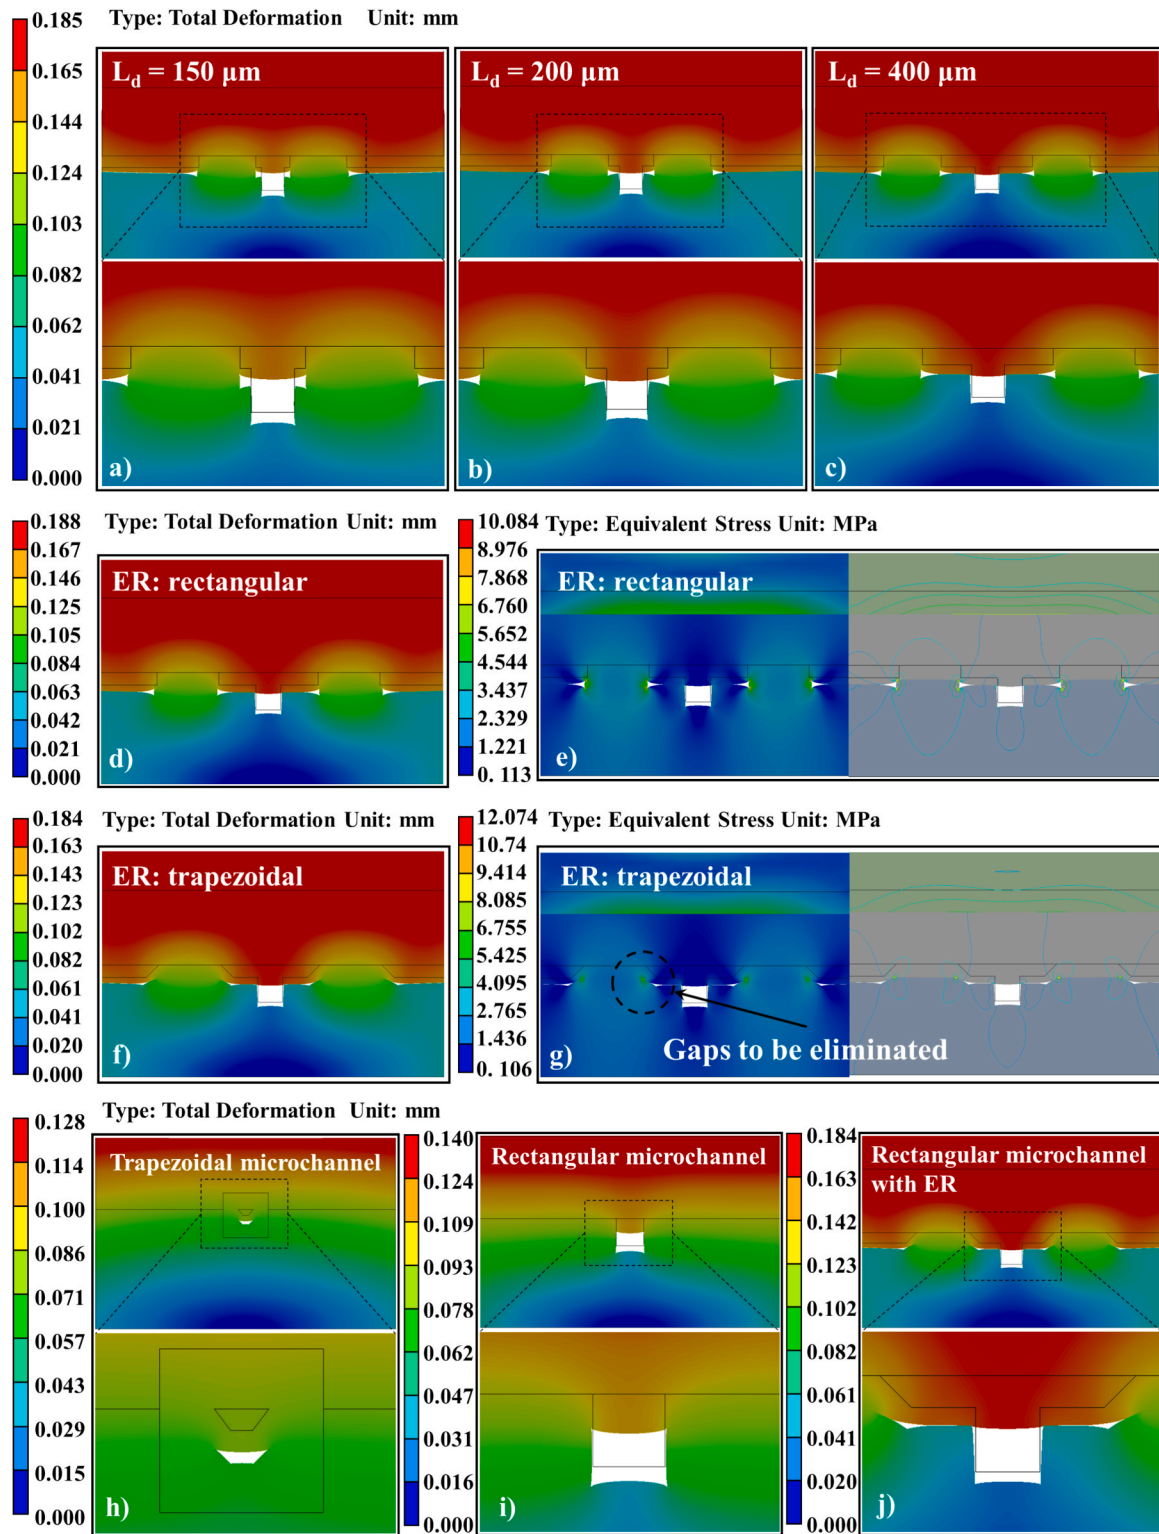 Type: Total Deformation Unit: mm
0.185
0.165
0.144
0.124
0.103
0.082
0.062
0.041
0.021
0.000
L_d = 150 μm
a)
L_d = 200 μm
b)
L_d = 400 μm
c)
Type: Total Deformation Unit: mm
0.188
0.167
0.146
0.125
0.105
0.084
0.063
0.042
0.021
0.000
ER: rectangular
d)
Type: Equivalent Stress Unit: MPa
10.084
8.976
7.868
6.760
5.652
4.544
3.437
2.329
1.221
0. 113
ER: rectangular
e)
Type: Total Deformation Unit: mm
0.184
0.163
0.143
0.123
0.102
0.082
0.061
0.041
0.020
0.000
ER: trapezoidal
f)
Type: Equivalent Stress Unit: MPa
12.074
10.74
9.414
8.085
6.755
5.425
4.095
2.765
1.436
0. 106
ER: trapezoidal
Gaps to be eliminated
g)
Type: Total Deformation Unit: mm
0.128
0.114
0.100
0.086
0.071
0.057
0.043
0.029
0.015
0.000
Trapezoidal microchannel
h)
0.140
0.124
0.109
0.093
0.078
0.062
0.047
0.031
0.016
0.000
Rectangular microchannel
i)
0.184
0.163
0.142
0.123
0.102
0.082
0.061
0.041
0.020
0.000
Rectangular microchannel
with ER
j)